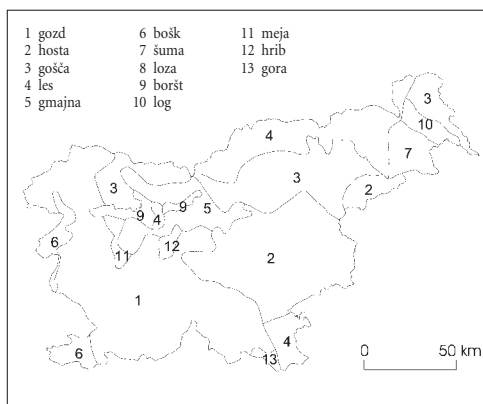 1 gozd
2 hosta
3 gošča
4 les
5 gmajna
6 bošk
7 šuma
8 loza
9 boršt
10 log
11 meja
12 hrib
13 gora
3
10
7
4
3
2
3
9
4
9
5
6
11
12
2
1
6
4
13
0 50 km